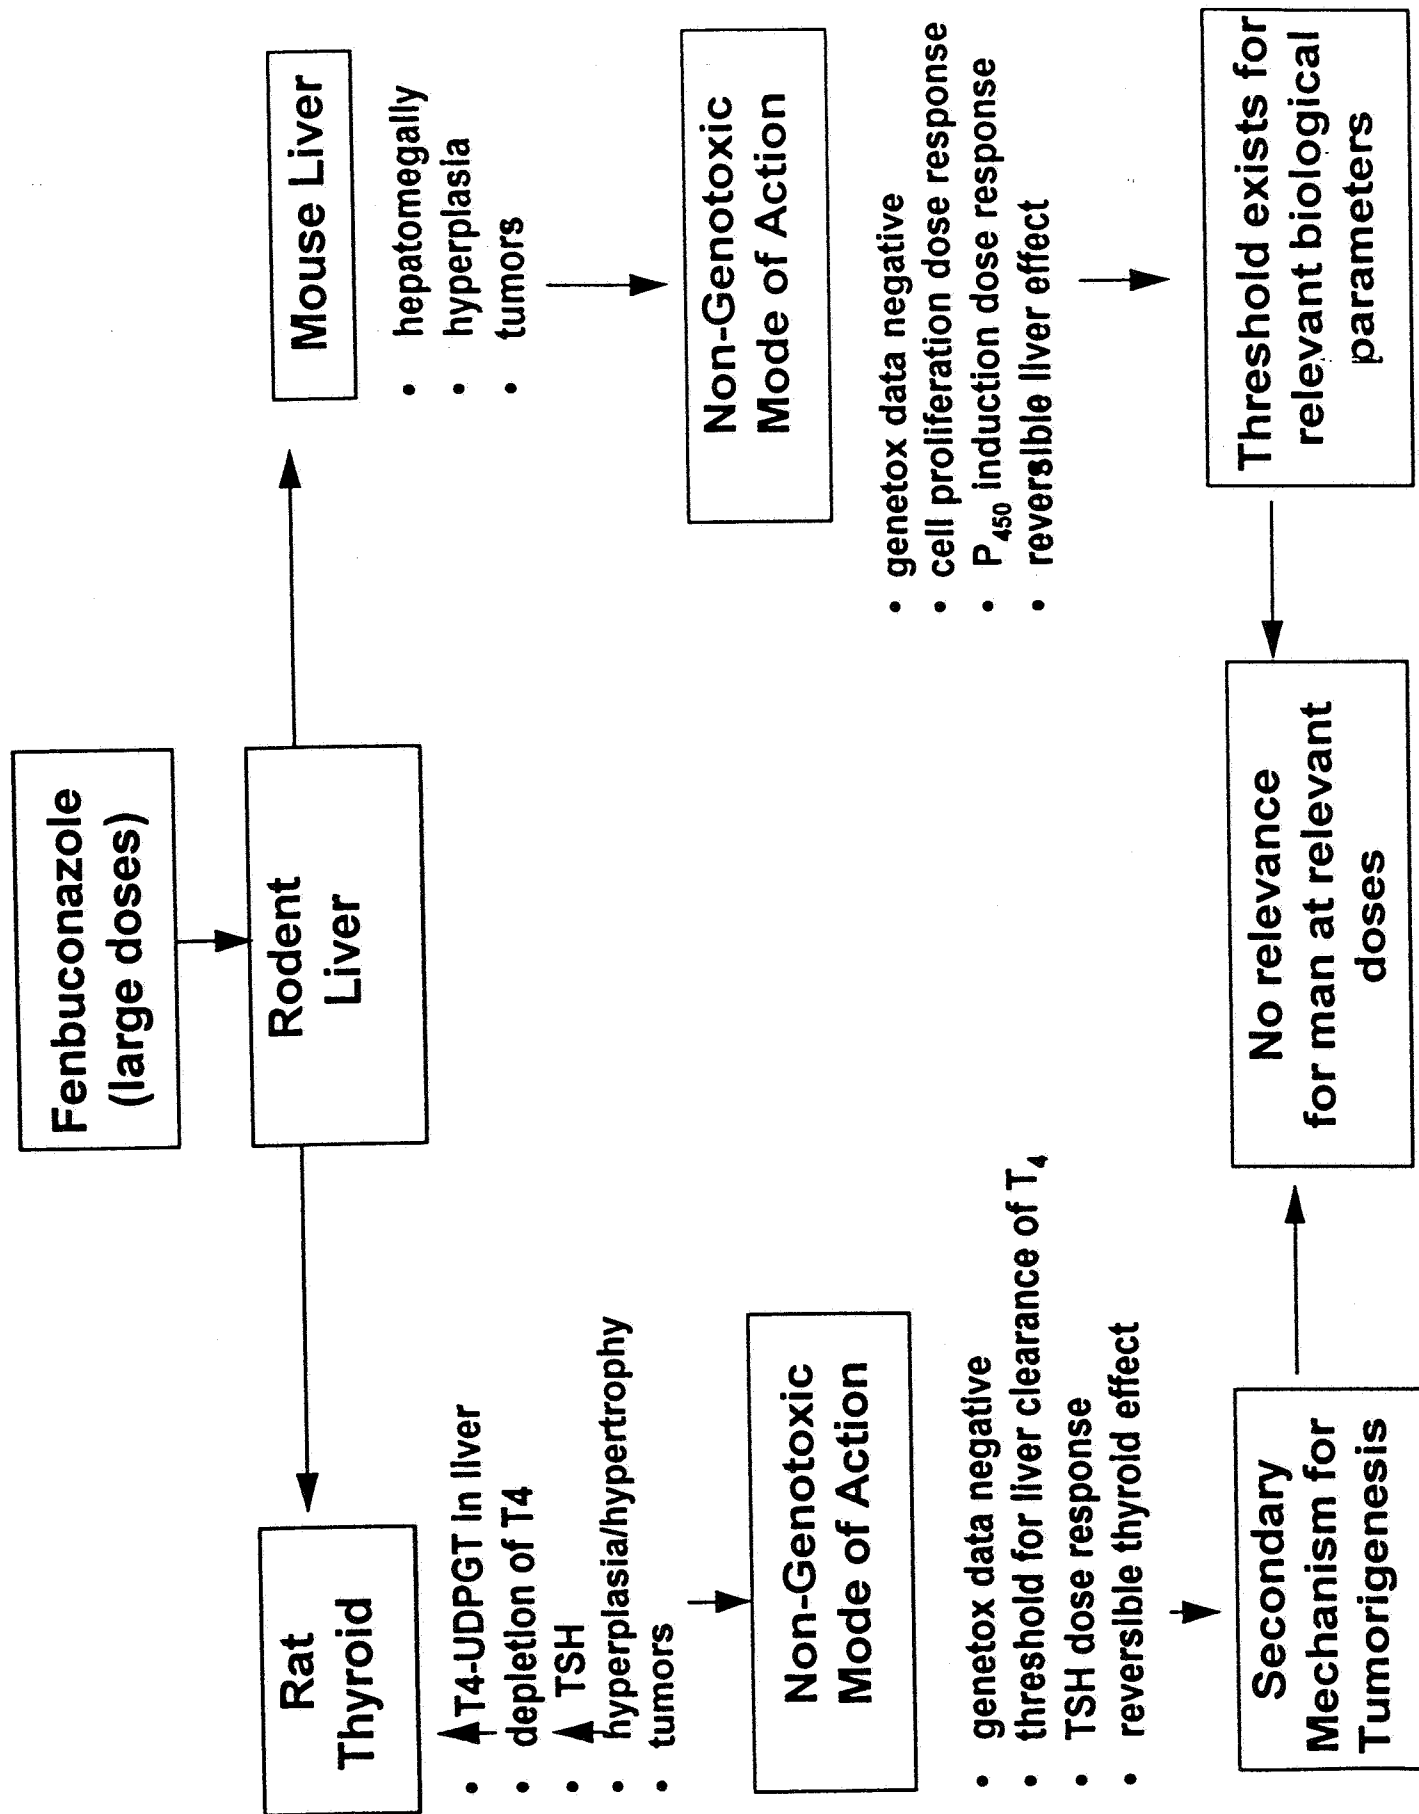 Fenbuconazole
(large doses)
Rodent
Liver
Rat
Thyroid
• ▲ T4-UDPGT in liver
• depletion of T4
• ▲ TSH
• hyperplasia/hypertrophy
• tumors
Non-Genotoxic
Mode of Action
• genetox data negative
• threshold for liver clearance of T₄
• TSH dose response
• reversible thyroid effect
Secondary
Mechanism for
Tumorigenesis
Mouse Liver
• hepatomegally
• hyperplasia
• tumors
Non-Genotoxic
Mode of Action
• genetox data negative
• cell proliferation dose response
• P₄₅₀ induction dose response
• reversible liver effect
Threshold exists for
relevant biological
parameters
No relevance
for man at relevant
doses